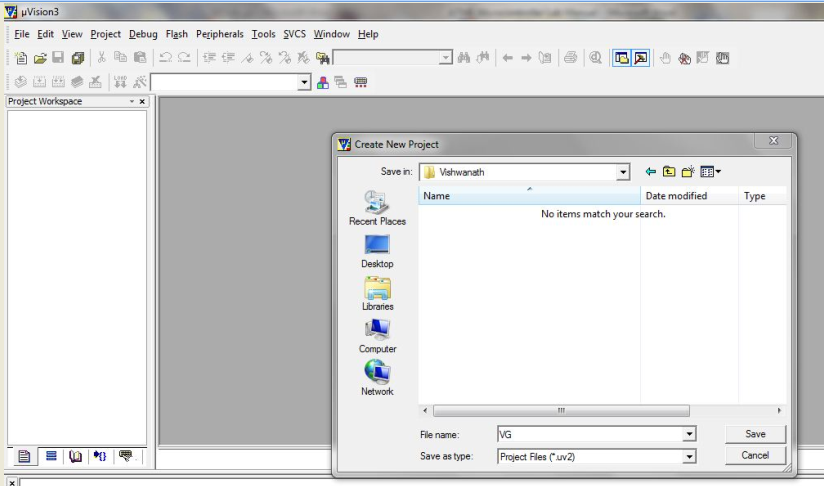 µVision3
File Edit View Project Debug Flash Peripherals Tools SVCS Window Help
LOAD
Project Workspace
Create New Project
Save in: Vishwanath
Name Date modified Type
No items match your search.
Recent Places
Desktop
Libraries
Computer
Network
File name: VG Save
Save as type: Project Files (*.uv2) Cancel